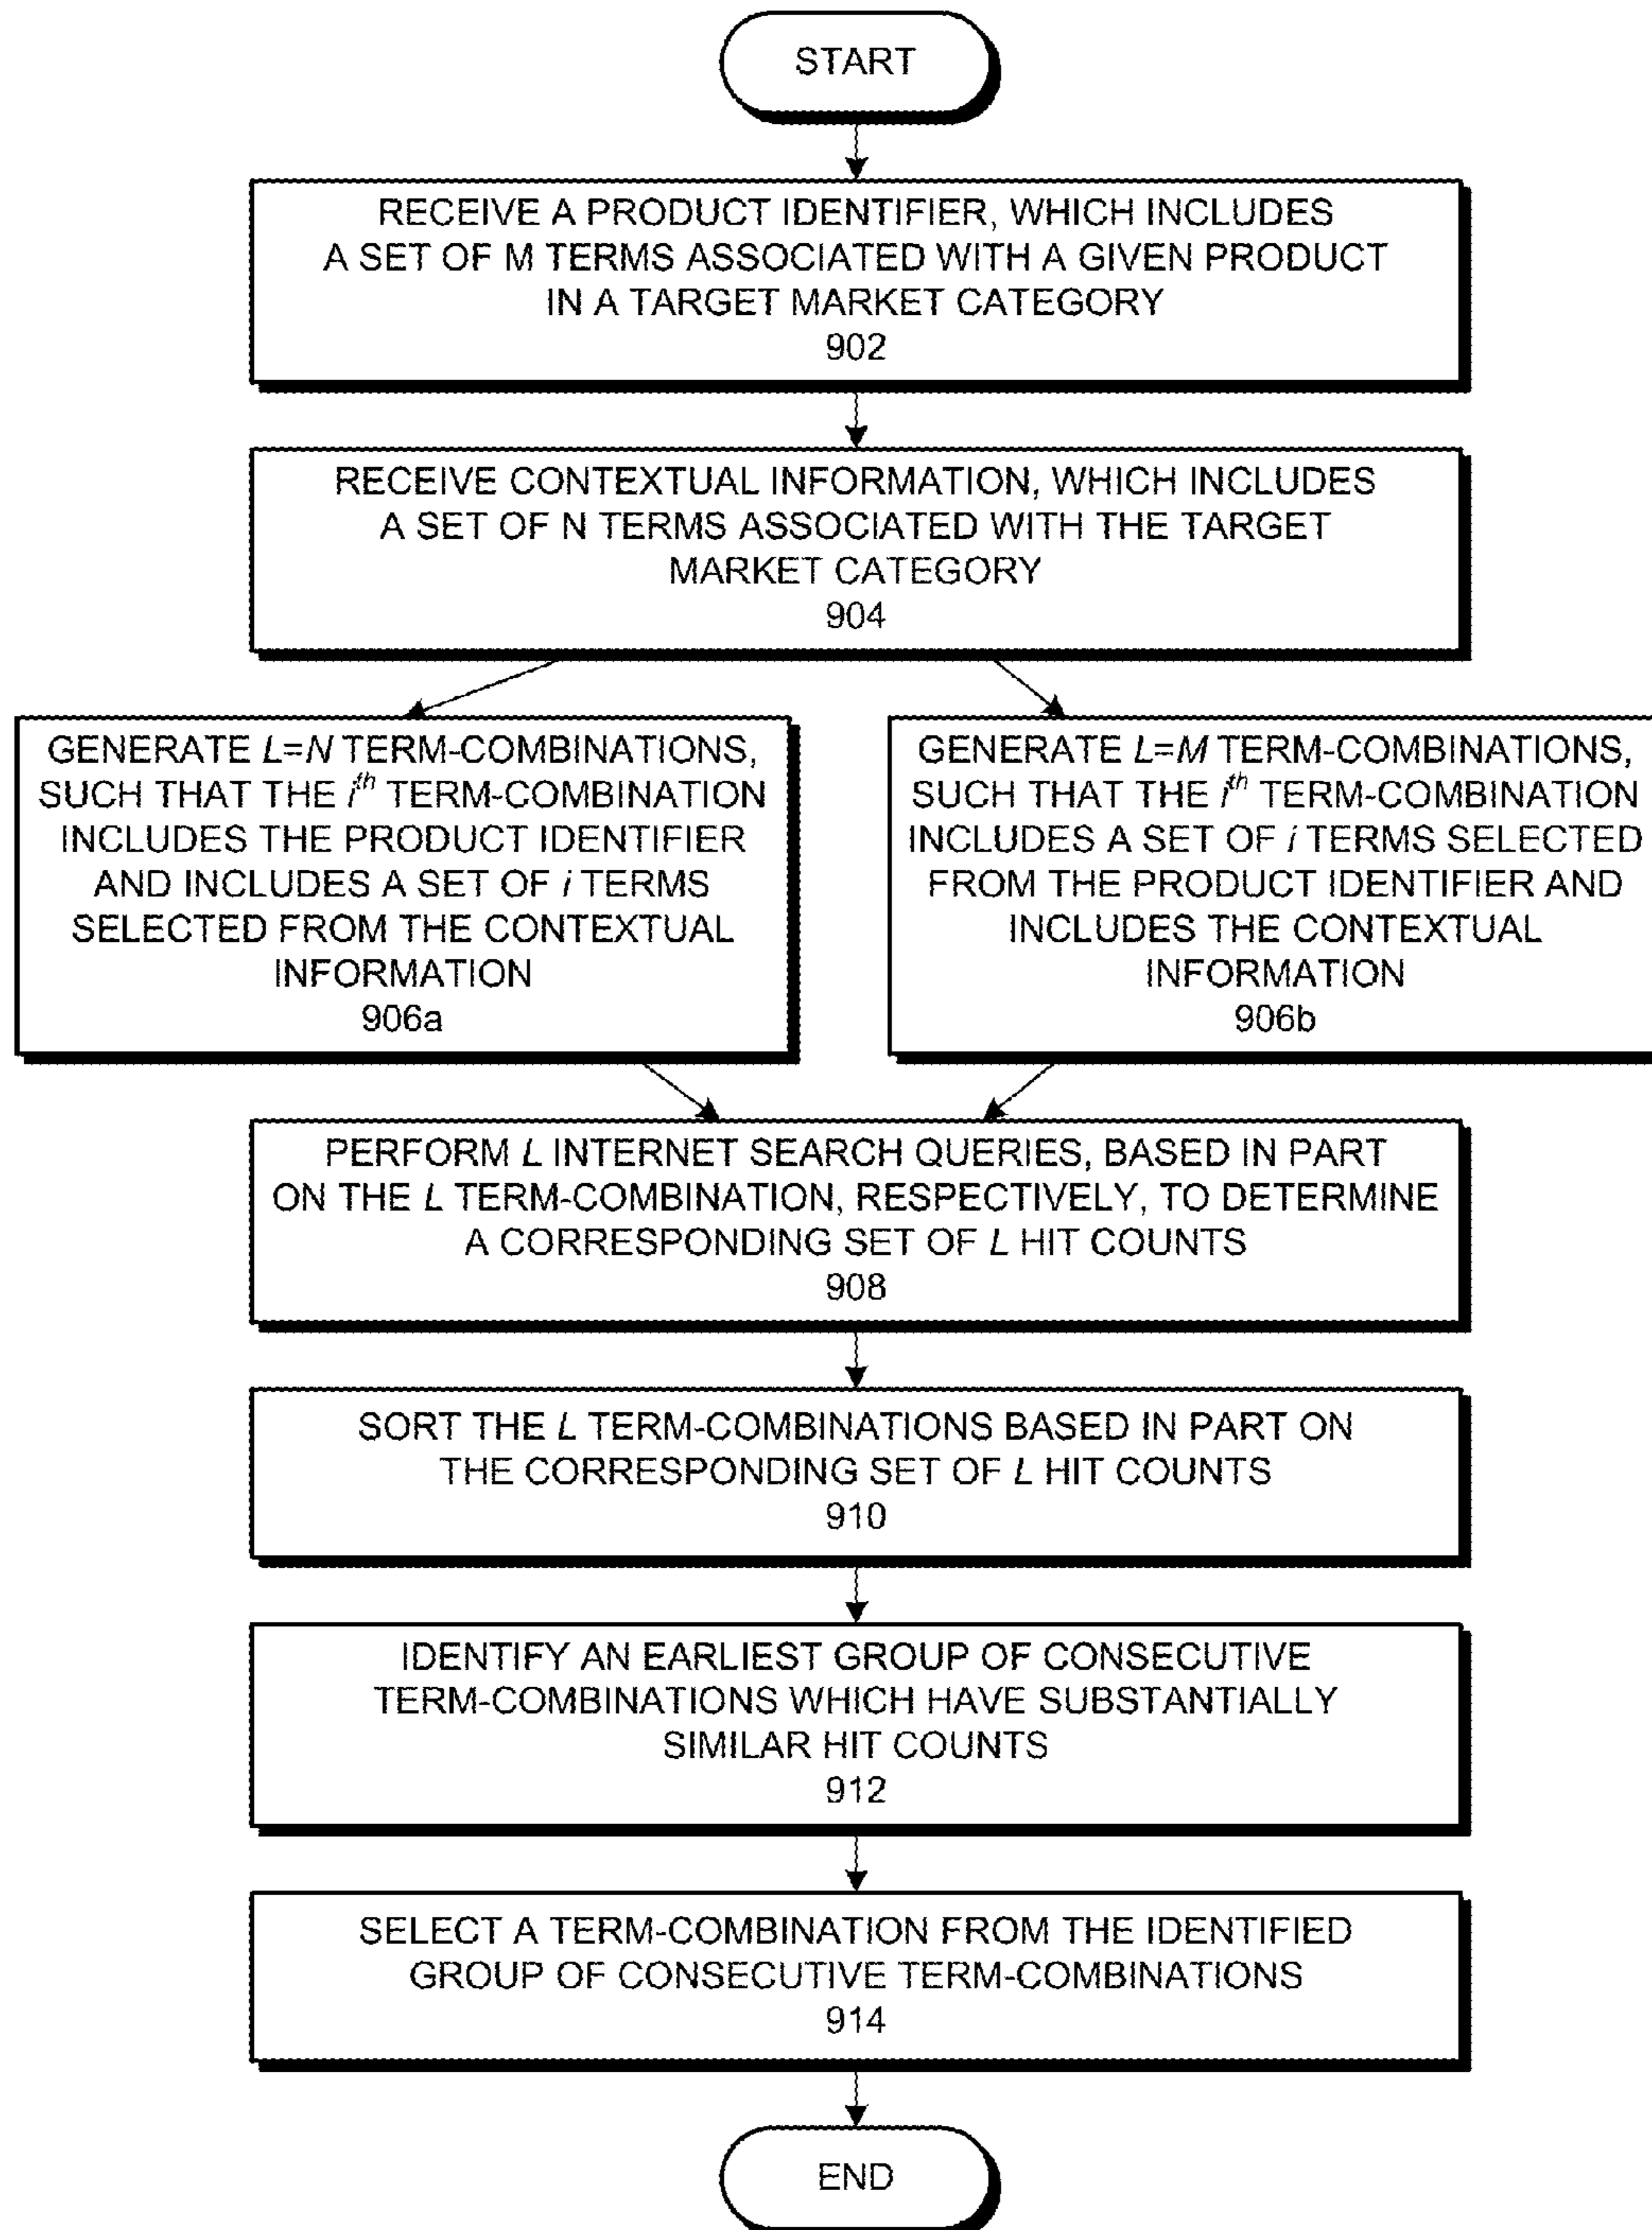 START
RECEIVE A PRODUCT IDENTIFIER, WHICH INCLUDES
A SET OF M TERMS ASSOCIATED WITH A GIVEN PRODUCT
IN A TARGET MARKET CATEGORY
902
RECEIVE CONTEXTUAL INFORMATION, WHICH INCLUDES
A SET OF N TERMS ASSOCIATED WITH THE TARGET
MARKET CATEGORY
904
GENERATE L=N TERM-COMBINATIONS,
SUCH THAT THE ith TERM-COMBINATION
INCLUDES THE PRODUCT IDENTIFIER
AND INCLUDES A SET OF i TERMS
SELECTED FROM THE CONTEXTUAL
INFORMATION
906a
GENERATE L=M TERM-COMBINATIONS,
SUCH THAT THE ith TERM-COMBINATION
INCLUDES A SET OF i TERMS SELECTED
FROM THE PRODUCT IDENTIFIER AND
INCLUDES THE CONTEXTUAL
INFORMATION
906b
PERFORM L INTERNET SEARCH QUERIES, BASED IN PART
ON THE L TERM-COMBINATION, RESPECTIVELY, TO DETERMINE
A CORRESPONDING SET OF L HIT COUNTS
908
SORT THE L TERM-COMBINATIONS BASED IN PART ON
THE CORRESPONDING SET OF L HIT COUNTS
910
IDENTIFY AN EARLIEST GROUP OF CONSECUTIVE
TERM-COMBINATIONS WHICH HAVE SUBSTANTIALLY
SIMILAR HIT COUNTS
912
SELECT A TERM-COMBINATION FROM THE IDENTIFIED
GROUP OF CONSECUTIVE TERM-COMBINATIONS
914
END